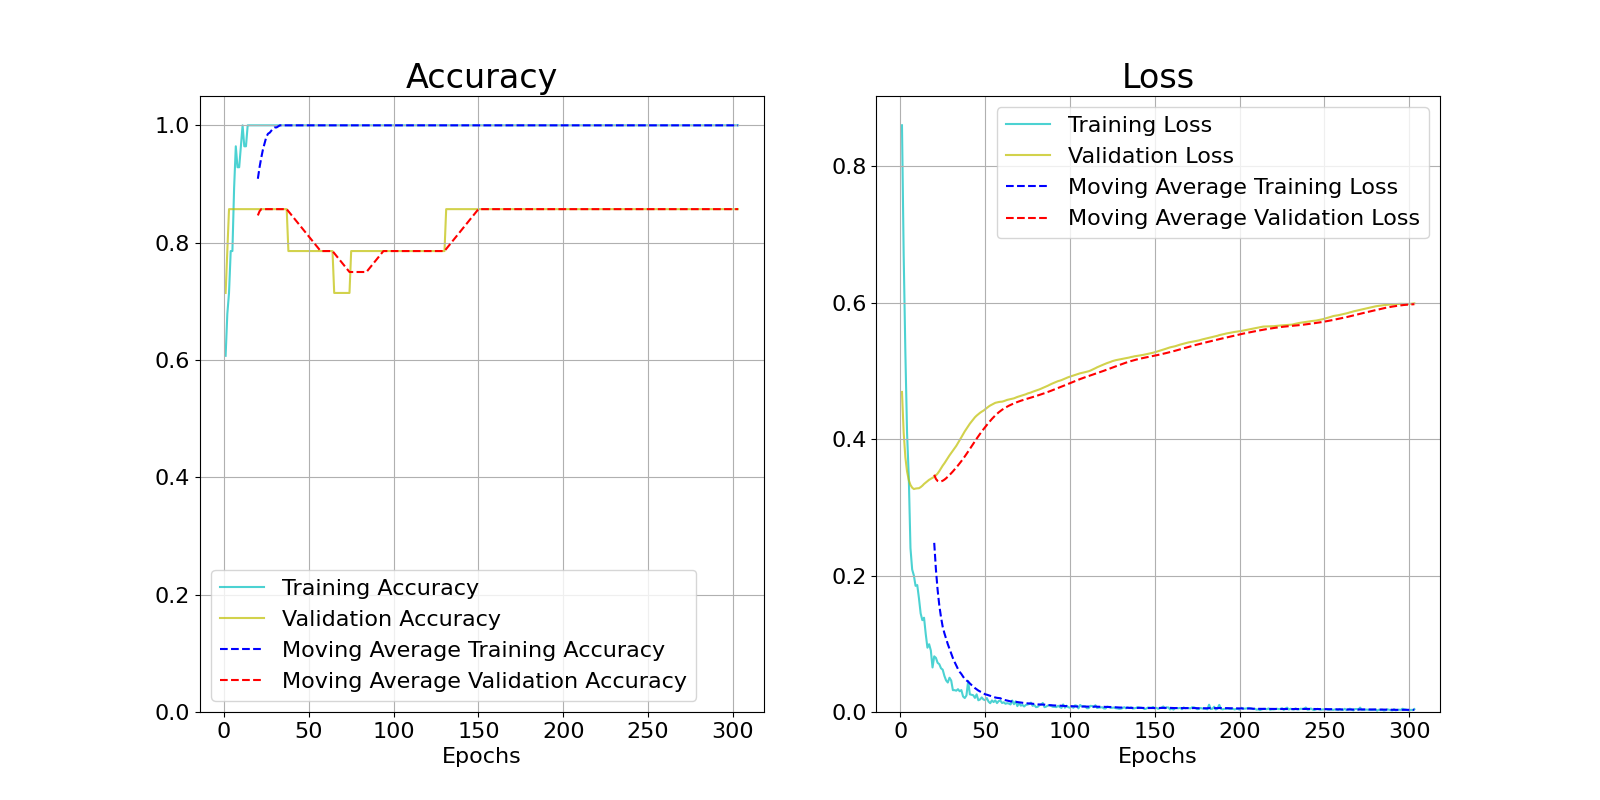 Accuracy
1.0
0.8
0.6
0.4
0.2
0.0
Training Accuracy
Validation Accuracy
Moving Average Training Accuracy
Moving Average Validation Accuracy
0 50 100 150 200 250 300
Epochs
Loss
0.8
0.6
0.4
0.2
0.0
Training Loss
Validation Loss
Moving Average Training Loss
Moving Average Validation Loss
0 50 100 150 200 250 300
Epochs